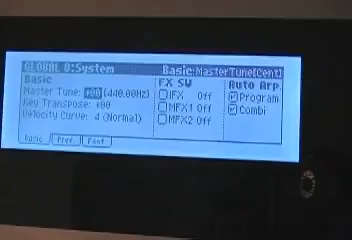 GLOBAL 0:System Basic:MasterTune[Cent]
Basic
Master Tune: +00 [440.00Hz]
Key Transpose: +00
Velocity Curve: 4 (Normal)
FX SW
IFX Off
MFX1 Off
MFX2 Off
Auto Arp.
Program
Combi
Basic Pref. Foot